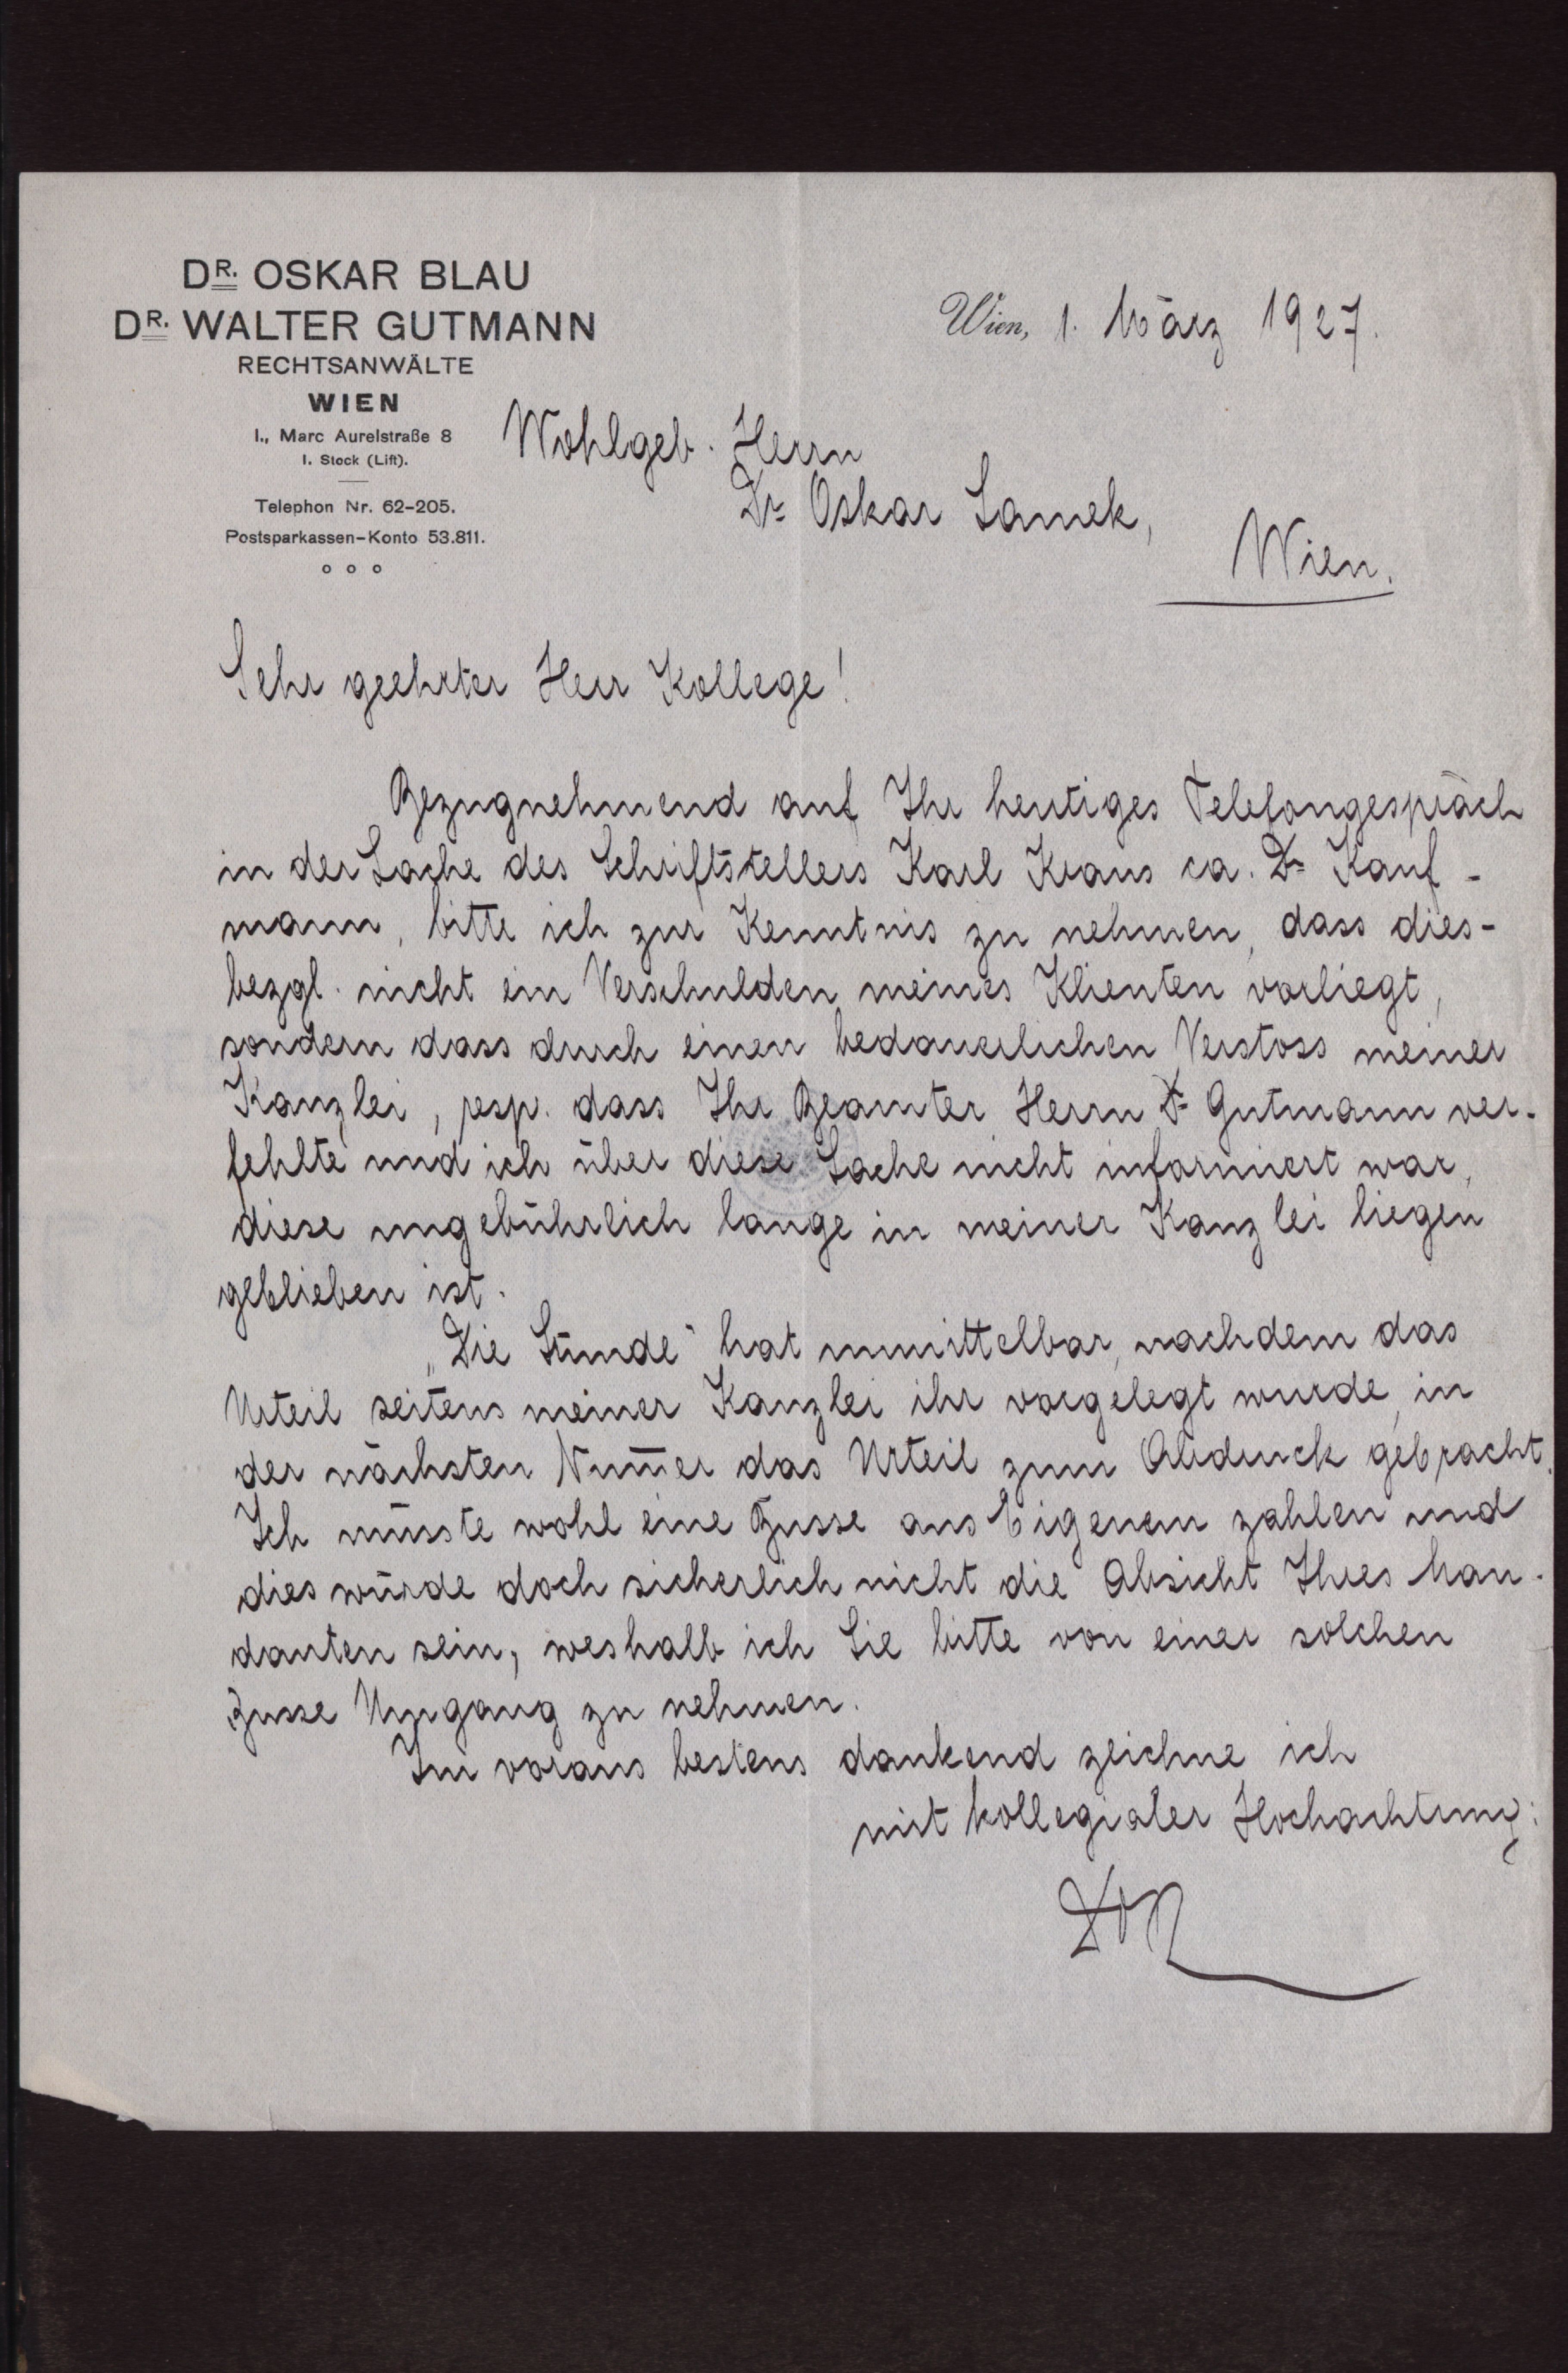 DR. OSKAR BLAU
DR. WALTER GUTMANN
RECHTSANWÄLTE
WIEN
I., Marc Aurelstraße 8
I. Stock (Lift).
Telephon Nr. 62-205.
Postsparkassen-Konto 53.811.
Wien, 1. März 1927.
Wohlgeb. Herrn
Dr. Oskar Samek,
Wien.
Sehr geehrter Herr Kollege!
Bezugnehmend auf Ihr heutiges Telefongespräch
in der Sache des Schriftstellers Karl Kraus ca. Dr. Kauf-
mann, bitte ich zur Kenntnis zu nehmen, dass dies-
bezgl. nicht ein Verschulden meines Klienten vorliegt,
sondern dass durch einen bedauerlichen Verstoss meiner
Kanzlei, resp. dass Ihr Beamter Herrn Dr. Gutmann ver-
fehlte und ich über diese Sache nicht informiert war,
diese ungebührlich lange in meiner Kanzlei liegen
geblieben ist.
„Die Stunde“ hat unmittelbar, nachdem das
Urteil seitens meiner Kanzlei ihr vorgelegt wurde, in
der nächsten Num̄er das Urteil zum Abdruck gebracht.
Ich müsste wohl eine Busse aus Eigenem zahlen und
dies würde doch sicherlich nicht die Absicht Ihres Man-
danten sein, weshalb ich Sie bitte von einer solchen
Busse Umgang zu nehmen.
Im voraus bestens dankend zeichne ich
mit kollegialer Hochachtung: